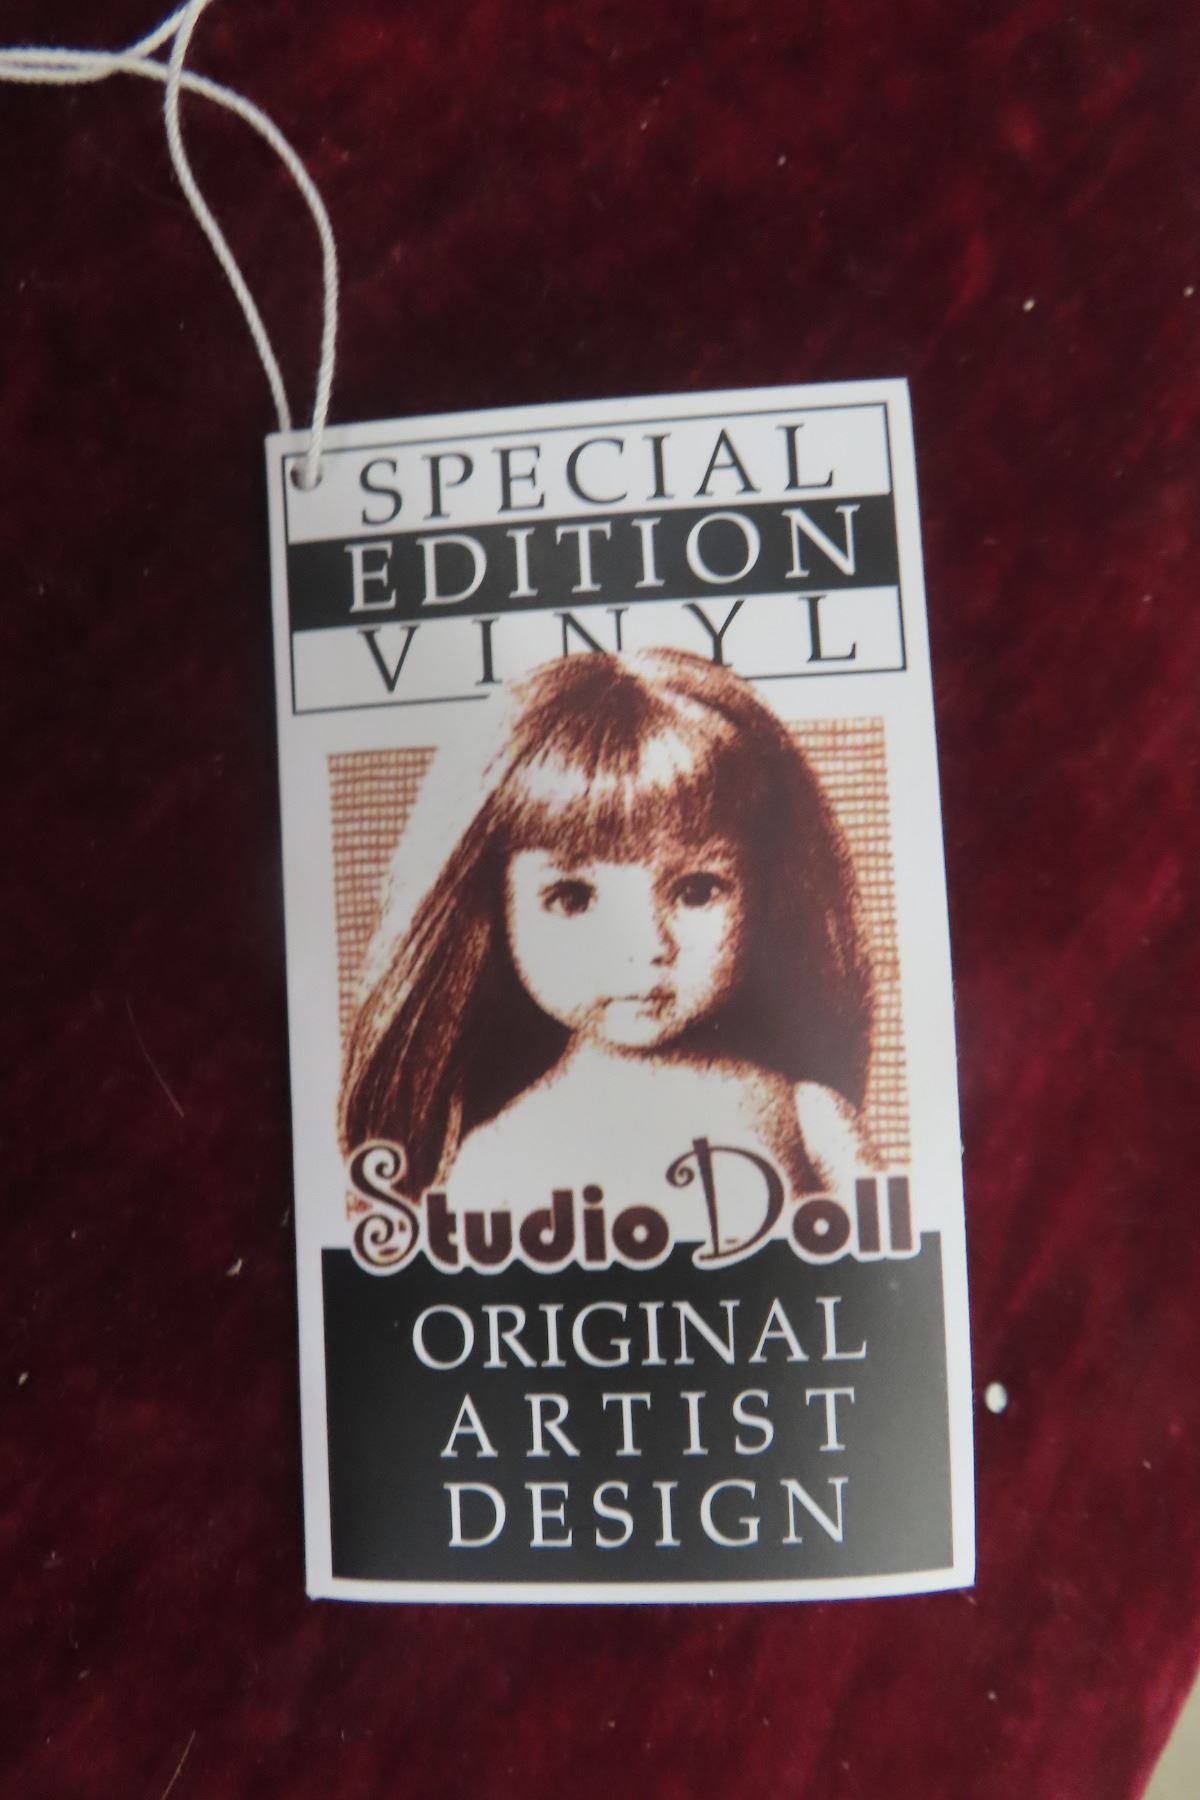 SPECIAL
EDITION
VINYL
Studio Doll
ORIGINAL
ARTIST
DESIGN